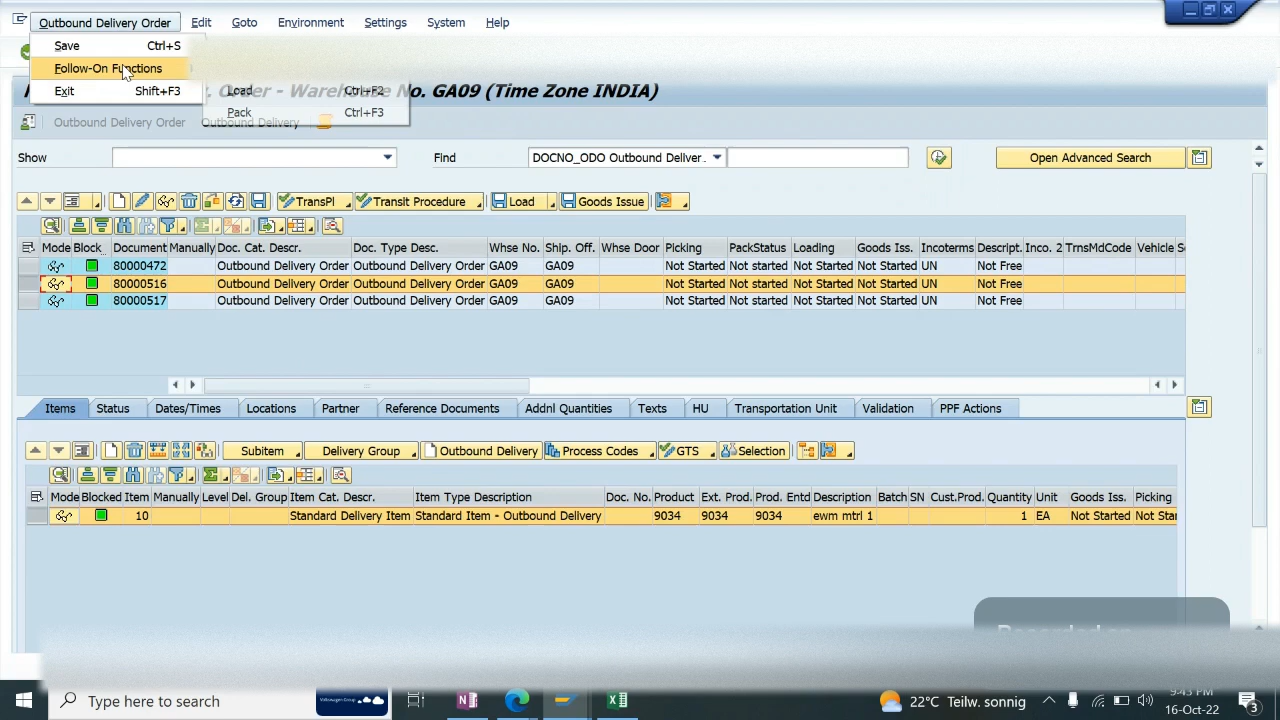 Outbound Delivery Order Edit Goto Environment Settings System Help
Save Ctrl+S
Follow-On Functions
Exit Shift+F3
Load Ctrl+F2
Pack Ctrl+F3
Order - Warehouse No. GA09 (Time Zone INDIA)
Outbound Delivery Order Outbound Delivery
Show Find DOCNO_ODO Outbound Deliver. Open Advanced Search
TransPl Transit Procedure Load Goods Issue
Mode Block Document Manually Doc. Cat. Descr. Doc. Type Desc. Whse No. Ship. Off. Whse Door Picking PackStatus Loading Goods Iss. Incoterms Descript. Inco. 2 TrnsMdCode Vehicle
80000472 Outbound Delivery Order Outbound Delivery Order GA09 GA09 Not Started Not started Not Started Not Started UN Not Free
80000516 Outbound Delivery Order Outbound Delivery Order GA09 GA09 Not Started Not started Not Started Not Started UN Not Free
80000517 Outbound Delivery Order Outbound Delivery Order GA09 GA09 Not Started Not started Not Started Not Started UN Not Free
Items Status Dates/Times Locations Partner Reference Documents Addnl Quantities Texts HU Transportation Unit Validation PPF Actions
Subitem Delivery Group Outbound Delivery Process Codes GTS Selection
Mode Blocked Item Manually Level Del. Group Item Cat. Descr. Item Type Description Doc. No. Product Ext. Prod. Prod. Entd Description Batch SN Cust.Prod. Quantity Unit Goods Iss. Picking
10 Standard Delivery Item Standard Item - Outbound Delivery 9034 9034 9034 ewm mtrl 1 1 EA Not Started Not Star
Type here to search 22°C Teilw. sonnig 9:43 PM
16-Oct-22 3